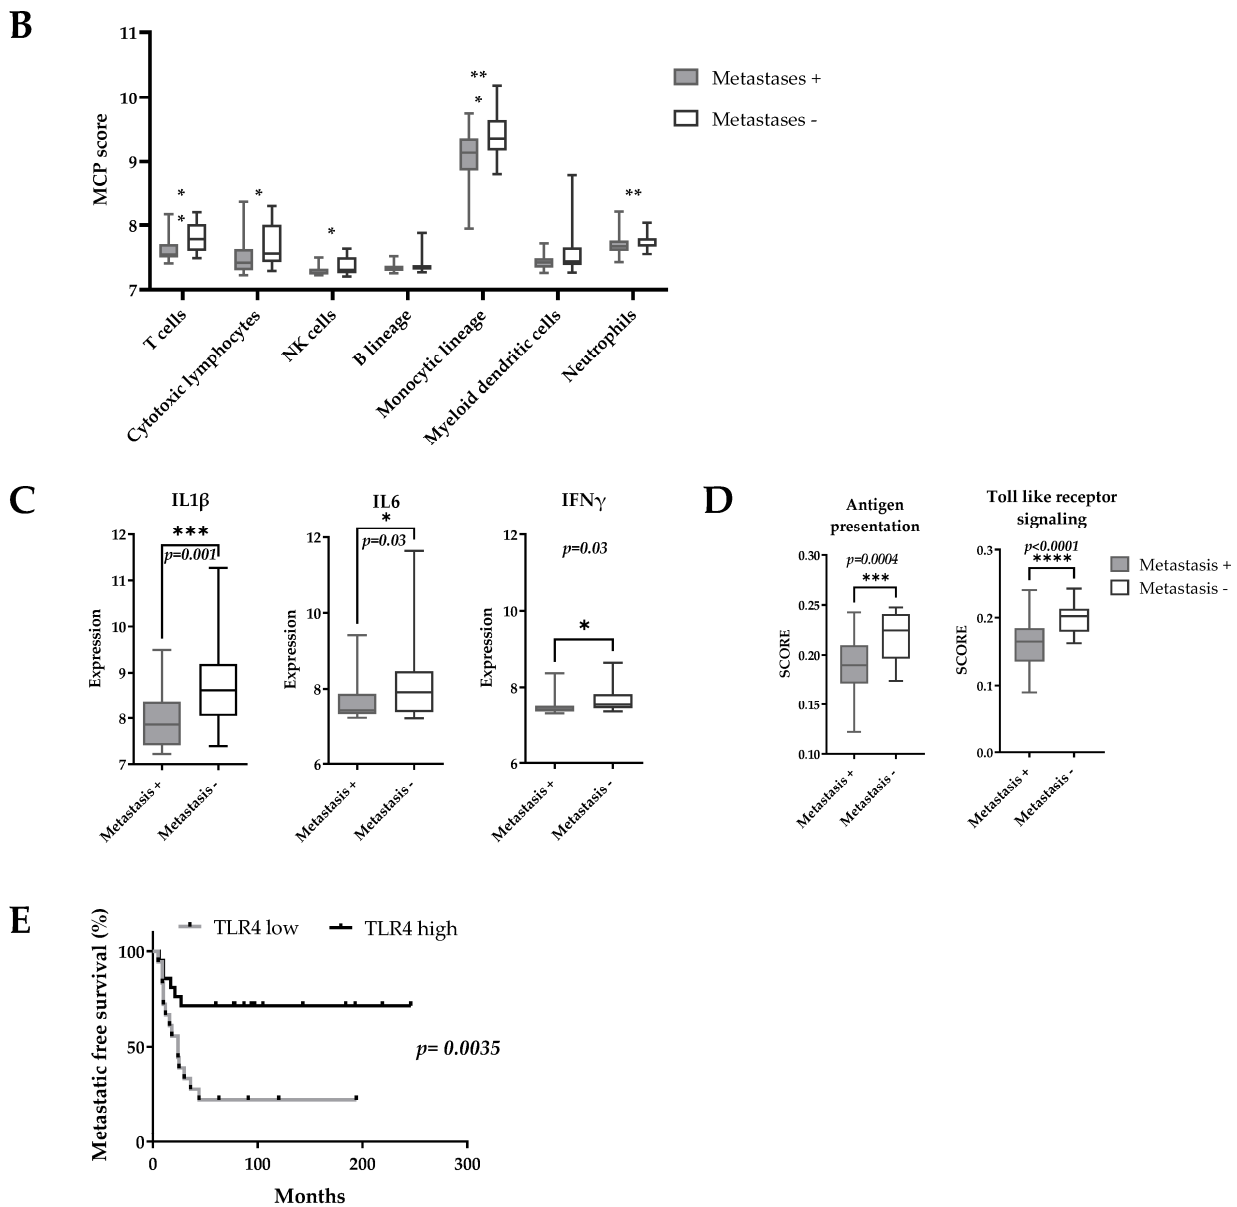 B
11
10
9
8
7
MCP score
Metastases +
Metastases -
*
*
*
*
**
*
**
T cells
Cytotoxic lymphocytes
NK cells
B lineage
Monocytic lineage
Myeloid dendritic cells
Neutrophils
C
IL1β
***
p=0.001
12
11
10
9
8
7
Expression
Metastasis +
Metastasis -
IL6
*
p=0.03
12
10
8
6
Expression
Metastasis +
Metastasis -
IFNγ
p=0.03
*
12
10
8
6
Expression
Metastasis +
Metastasis -
D
Antigen
presentation
p=0.0004
***
0.30
0.25
0.20
0.15
0.10
SCORE
Metastasis +
Metastasis -
Toll like receptor
signaling
p<0.0001
****
0.3
0.2
0.1
0.0
SCORE
Metastasis +
Metastasis -
Metastasis +
Metastasis -
E
TLR4 low
TLR4 high
Metastatic free survival (%)
100
50
0
p= 0.0035
0
100
200
300
Months